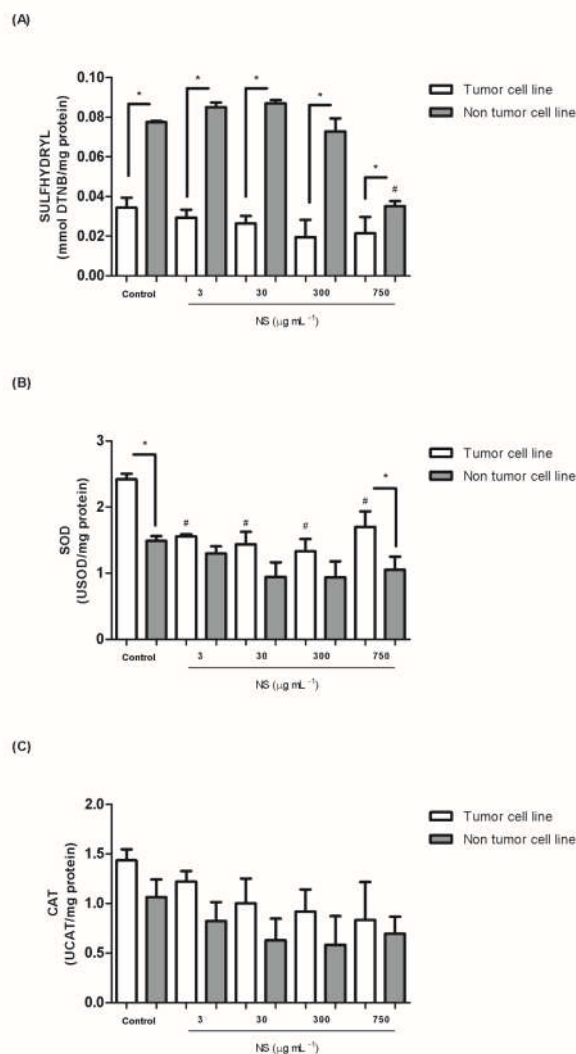 (A)
SULFHYDRYL
(mmol DTNB/mg protein)
0.10
0.08
0.06
0.04
0.02
0.00
* * * * * #
Tumor cell line
Non tumor cell line
Control 3 30 300 750
NS (µg mL ⁻¹)
(B)
SOD
(USOD/mg protein)
3
2
1
0
* # # # # *
Tumor cell line
Non tumor cell line
Control 3 30 300 750
NS (µg mL ⁻¹)
(C)
CAT
(UCAT/mg protein)
2.0
1.5
1.0
0.5
0.0
Tumor cell line
Non tumor cell line
Control 3 30 300 750
NS (µg mL ⁻¹)